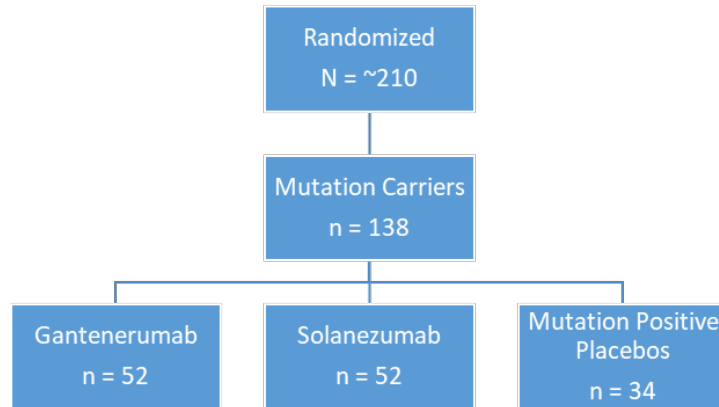 Randomized
N = ~210
Mutation Carriers
n = 138
Gantenerumab
n = 52
Solanezumab
n = 52
Mutation Positive
Placebos
n = 34